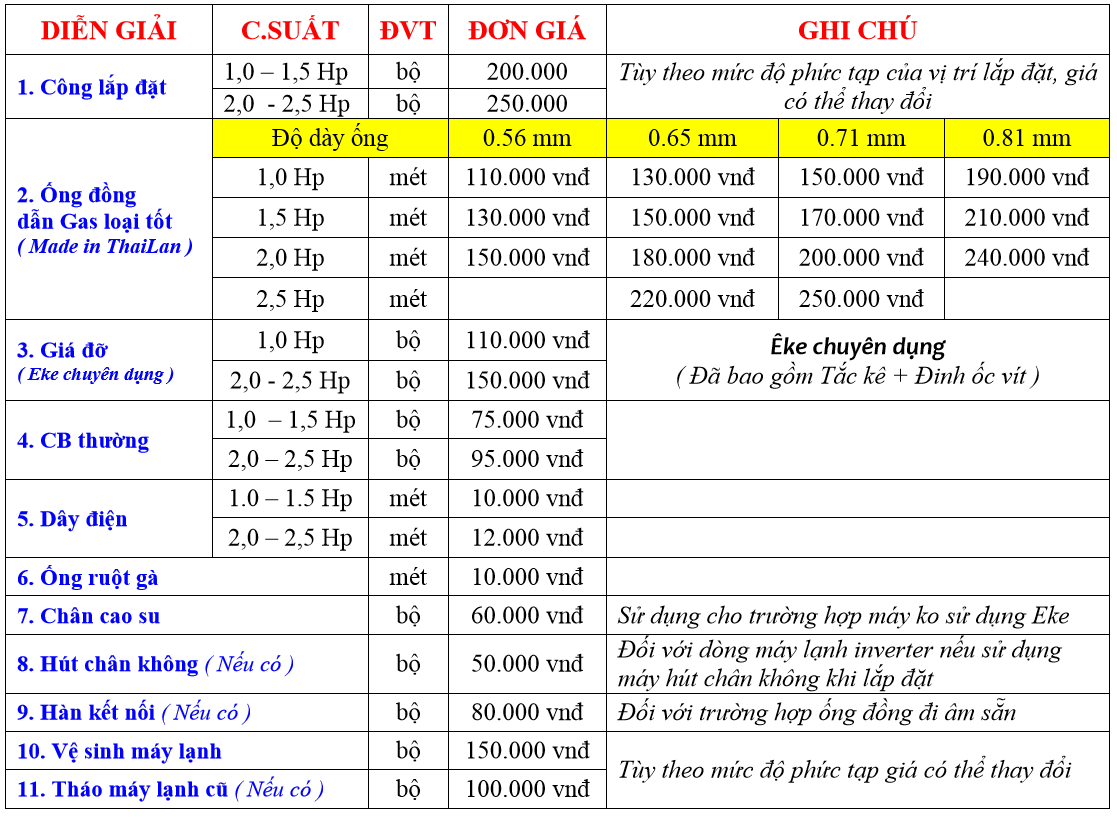 DIỄN GIẢI C.SUẤT ĐVT ĐƠN GIÁ GHI CHÚ
1. Công lắp đặt
1,0 – 1,5 Hp bộ 200.000
2,0 - 2,5 Hp bộ 250.000
Tùy theo mức độ phức tạp của vị trí lắp đặt, giá
có thể thay đổi
2. Ống đồng
dẫn Gas loại tốt
( Made in ThaiLan )
Độ dày ống 0.56 mm 0.65 mm 0.71 mm 0.81 mm
1,0 Hp mét 110.000 vnđ 130.000 vnđ 150.000 vnđ 190.000 vnđ
1,5 Hp mét 130.000 vnđ 150.000 vnđ 170.000 vnđ 210.000 vnđ
2,0 Hp mét 150.000 vnđ 180.000 vnđ 200.000 vnđ 240.000 vnđ
2,5 Hp mét 220.000 vnđ 250.000 vnđ
3. Giá đỡ
( Eke chuyên dụng )
1,0 Hp bộ 110.000 vnđ
2,0 - 2,5 Hp bộ 150.000 vnđ
Êke chuyên dụng
( Đã bao gồm Tắc kê + Đinh ốc vít )
4. CB thường
1,0 – 1,5 Hp bộ 75.000 vnđ
2,0 – 2,5 Hp bộ 95.000 vnđ
5. Dây điện
1.0 – 1.5 Hp mét 10.000 vnđ
2,0 – 2,5 Hp mét 12.000 vnđ
6. Ống ruột gà mét 10.000 vnđ
7. Chân cao su bộ 60.000 vnđ Sử dụng cho trường hợp máy ko sử dụng Eke
8. Hút chân không ( Nếu có ) bộ 50.000 vnđ
Đối với dòng máy lạnh inverter nếu sử dụng
máy hút chân không khi lắp đặt
9. Hàn kết nối ( Nếu có ) bộ 80.000 vnđ Đối với trường hợp ống đồng đi âm sẵn
10. Vệ sinh máy lạnh bộ 150.000 vnđ
11. Tháo máy lạnh cũ ( Nếu có ) bộ 100.000 vnđ
Tùy theo mức độ phức tạp giá có thể thay đổi